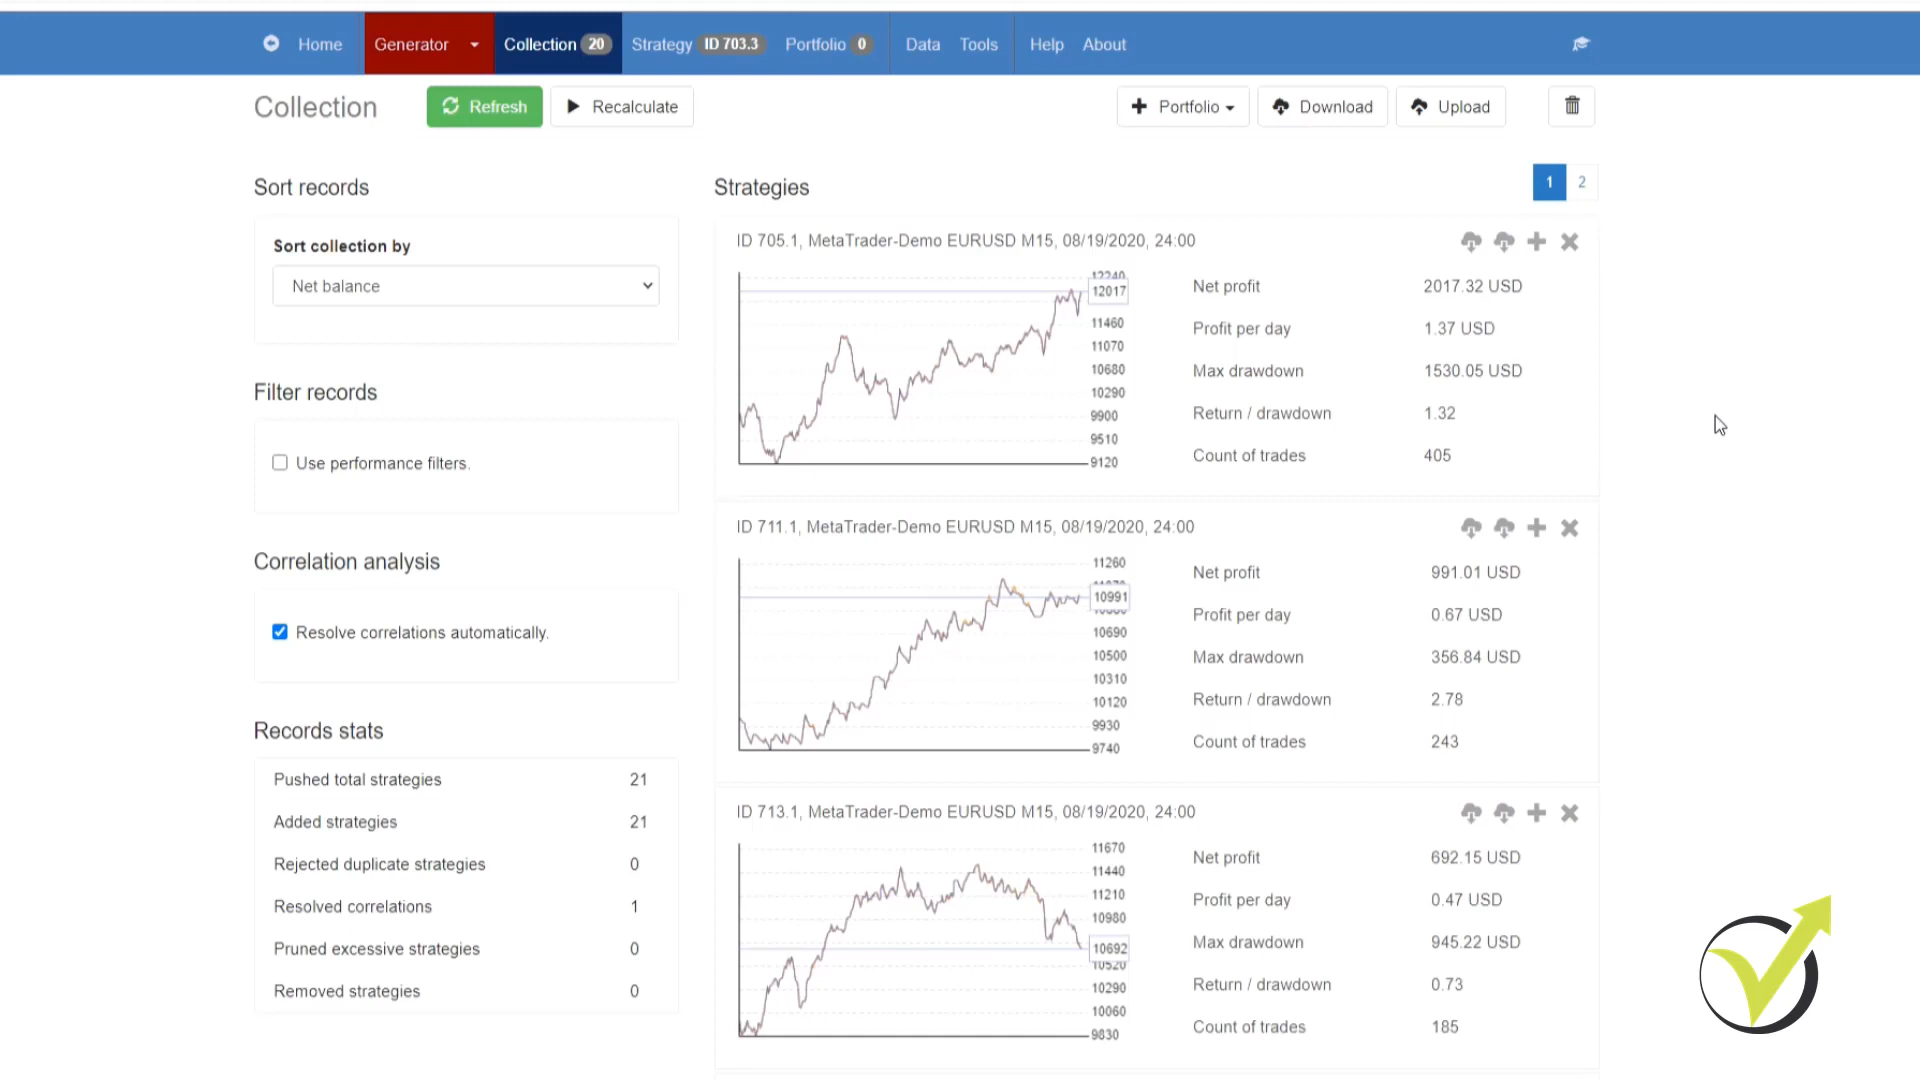 Home
Generator
Collection 20
Strategy ID 703.3
Portfolio 0
Data
Tools
Help
About
Collection
Refresh
Recalculate
Portfolio
Download
Upload
Sort records
Sort collection by
Net balance
Filter records
Use performance filters.
Correlation analysis
Resolve correlations automatically.
Records stats
Pushed total strategies 21
Added strategies 21
Rejected duplicate strategies 0
Resolved correlations 1
Pruned excessive strategies 0
Removed strategies 0
Strategies
1 2
ID 705.1, MetaTrader-Demo EURUSD M15, 08/19/2020, 24:00
12240
12017
11460
11070
10680
10290
9900
9510
9120
Net profit 2017.32 USD
Profit per day 1.37 USD
Max drawdown 1530.05 USD
Return / drawdown 1.32
Count of trades 405
ID 711.1, MetaTrader-Demo EURUSD M15, 08/19/2020, 24:00
11260
10991
10690
10500
10310
10120
9930
9740
Net profit 991.01 USD
Profit per day 0.67 USD
Max drawdown 356.84 USD
Return / drawdown 2.78
Count of trades 243
ID 713.1, MetaTrader-Demo EURUSD M15, 08/19/2020, 24:00
11670
11440
11210
10980
10692
10520
10290
10060
9830
Net profit 692.15 USD
Profit per day 0.47 USD
Max drawdown 945.22 USD
Return / drawdown 0.73
Count of trades 185